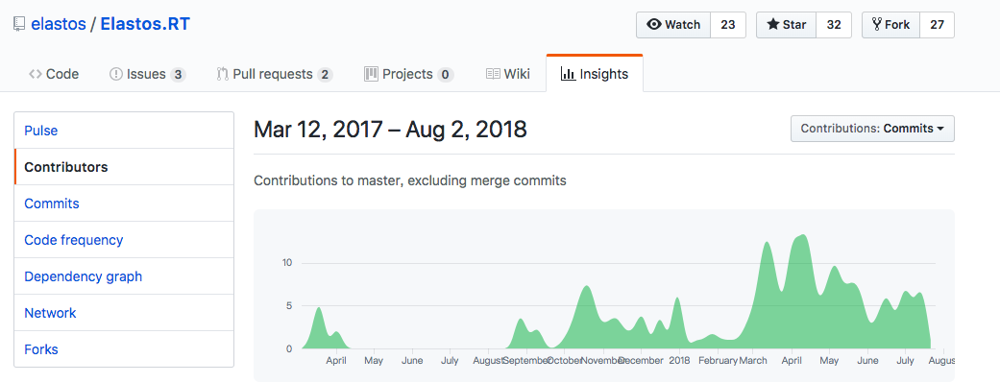 elastos / Elastos.RT
Watch 23 Star 32 Fork 27
Code Issues 3 Pull requests 2 Projects 0 Wiki Insights
Pulse
Contributors
Commits
Code frequency
Dependency graph
Network
Forks
Mar 12, 2017 – Aug 2, 2018
Contributions: Commits
Contributions to master, excluding merge commits
10
5
0
April May June July August September October November December 2018 February March April May June July Augus